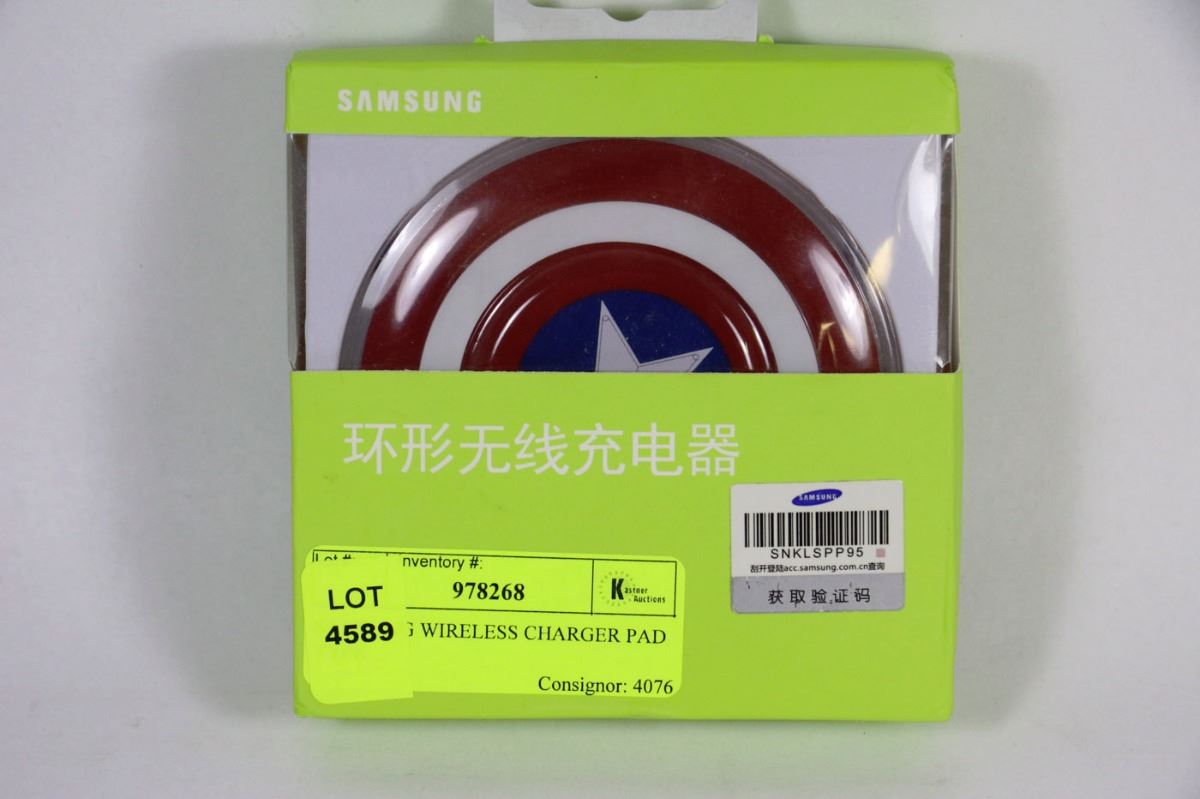 SAMSUNG
环形无线充电器
SAMSUNG
SNKLSPP95
刮开登陆acc.samsung.com.cn查询
获取验证码
Lot #: Inventory #:
978268
Kastner Auctions
LOT
4589
G WIRELESS CHARGER PAD
Consignor: 4076